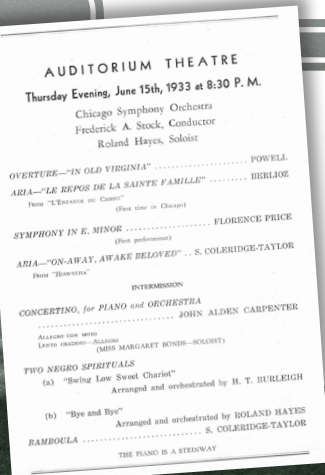 AUDITORIUM THEATRE
Thursday Evening, June 15th, 1933 at 8:30 P. M.
Chicago Symphony Orchestra
Frederick A. Stock, Conductor
Roland Hayes, Soloist
OVERTURE—"IN OLD VIRGINIA" ...................... POWELL
ARIA—"LE REPOS DE LA SAINTE FAMILLE" ......... BERLIOZ
FROM "L'ENFANCE DU CHRIST"
(First time in Chicago)
SYMPHONY IN E. MINOR ..................... FLORENCE PRICE
(First performance)
ARIA—"ON-AWAY, AWAKE BELOVED" .. S. COLERIDGE-TAYLOR
FROM "HIAWATHA"
INTERMISSION
CONCERTINO, for PIANO and ORCHESTRA
................................. JOHN ALDEN CARPENTER
ALLEGRO CON MOTO
LENTO GRAZIOSO—ALLEGRO
(MISS MARGARET BONDS—SOLOIST)
TWO NEGRO SPIRITUALS
(a) "Swing Low Sweet Chariot"
Arranged and orchestrated by H. T. BURLEIGH
(b) "Bye and Bye"
Arranged and orchestrated by ROLAND HAYES
BAMBOULA ............................. S. COLERIDGE-TAYLOR
THE PIANO IS A STEINWAY